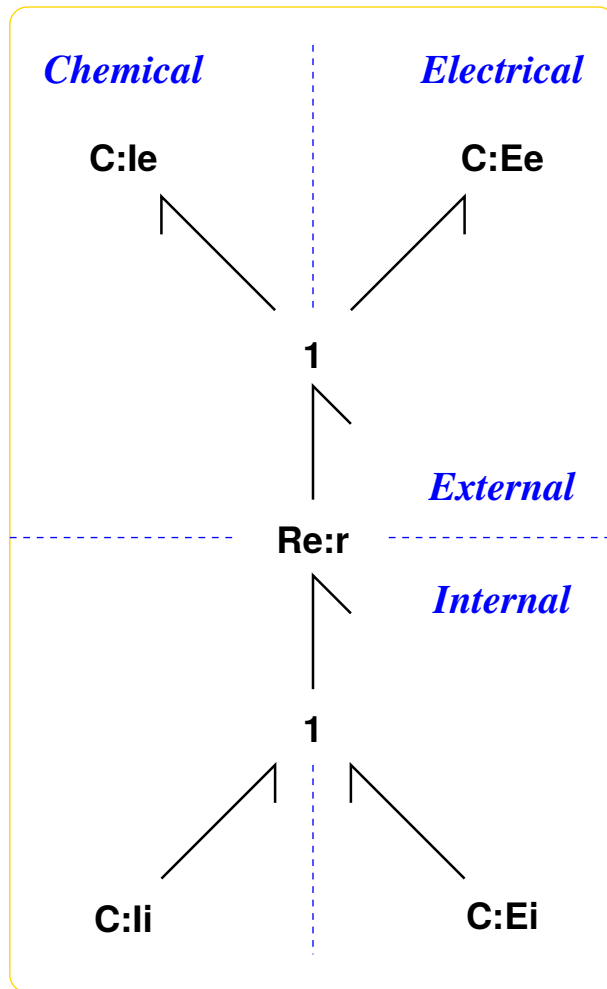 Chemical
Electrical
C:Ie
C:Ee
1
External
Re:r
Internal
1
C:Ii
C:Ei